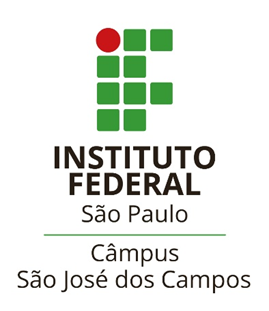 INSTITUTO
FEDERAL
São Paulo
Câmpus
São José dos Campos